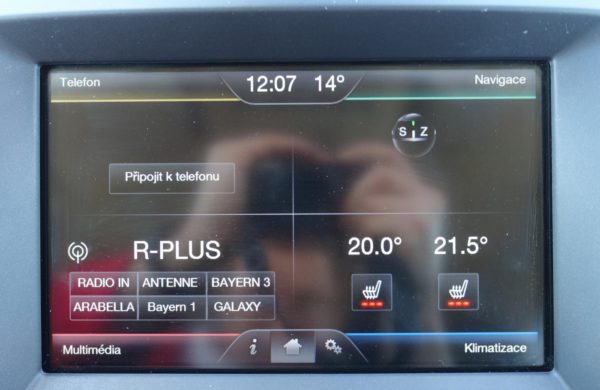 Telefon 12:07 14° Navigace
S Z
Připojit k telefonu
R-PLUS 20.0° 21.5°
RADIO IN ANTENNE BAYERN 3
ARABELLA Bayern 1 GALAXY
Multimédia i Klimatizace